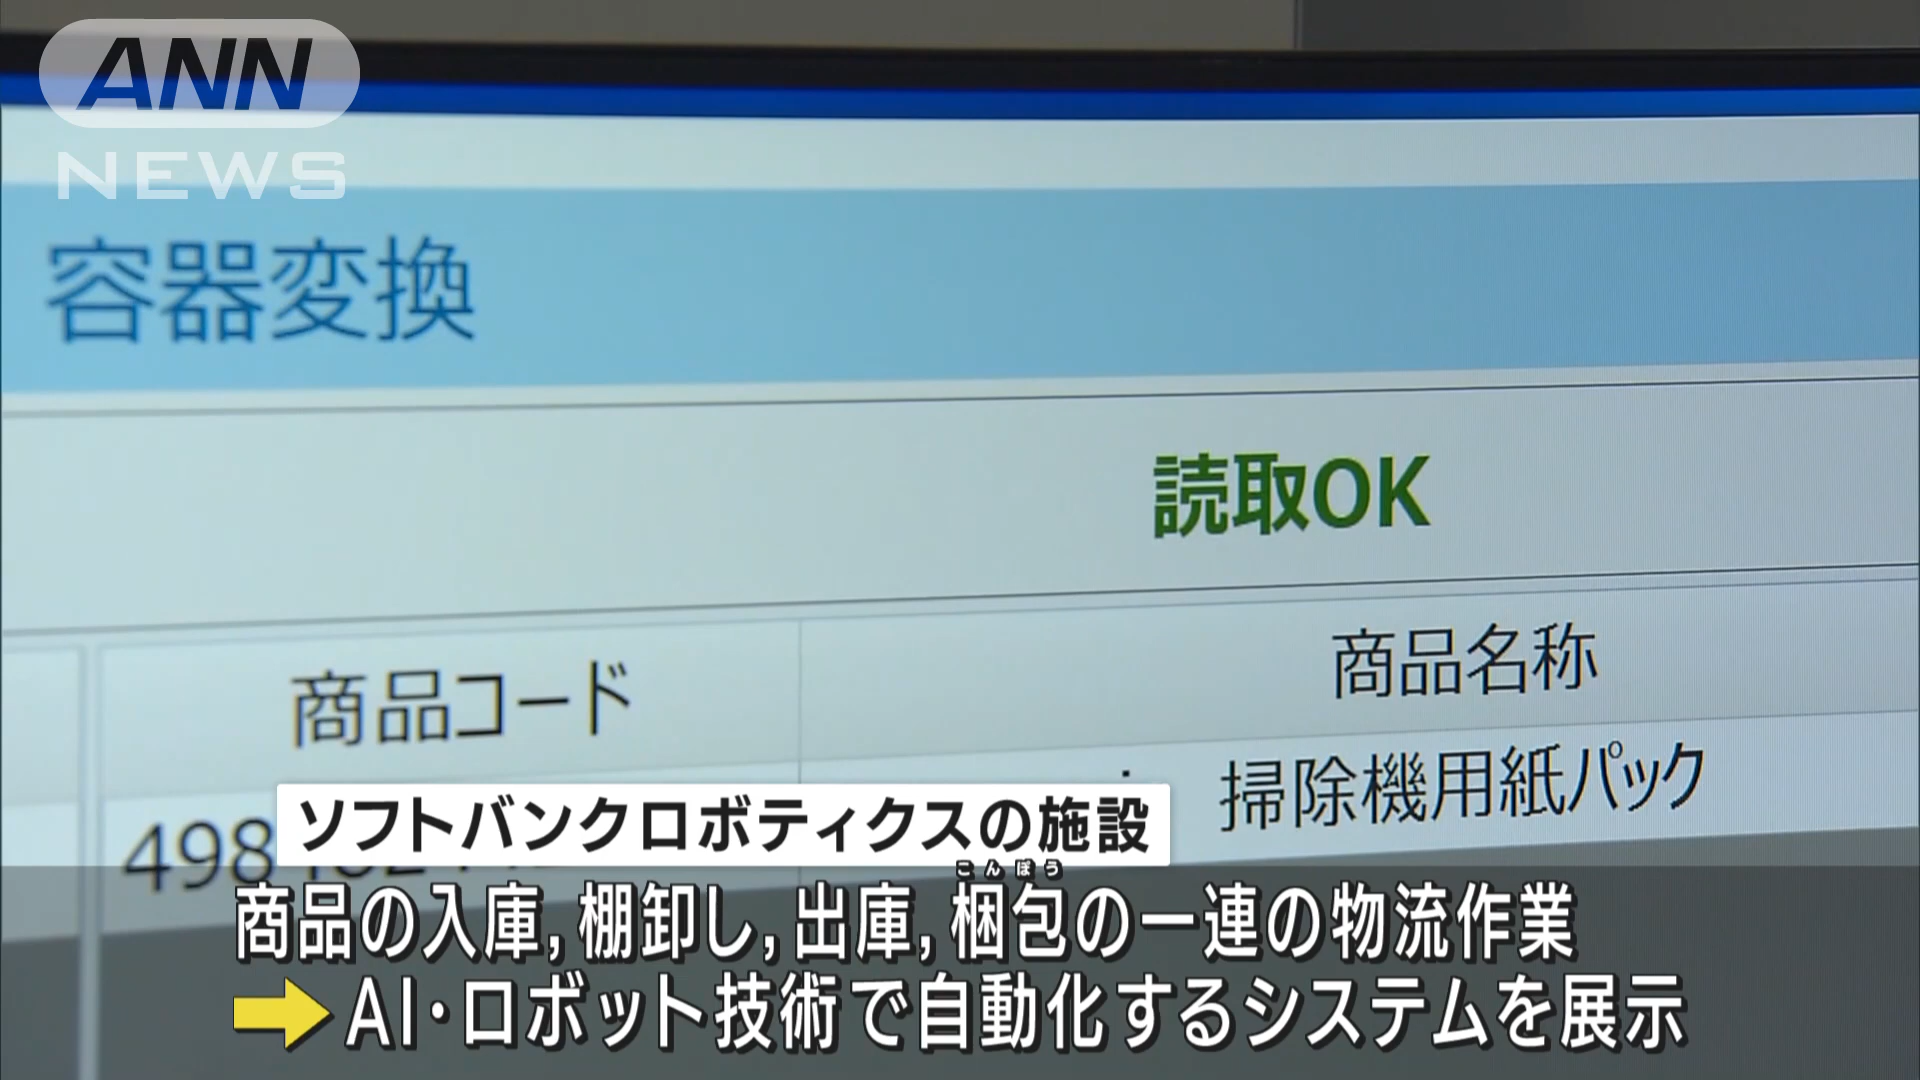 ANN
NEWS
容器変換
読取OK
商品コード
商品名称
掃除機用紙パック
498
ソフトバンクロボティクスの施設
こんぽう
商品の入庫,棚卸し,出庫,梱包の一連の物流作業
➡AI・ロボット技術で自動化するシステムを展示